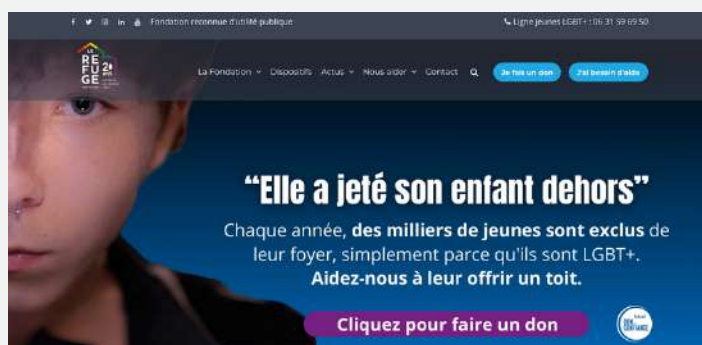 Fondation reconnue d'utilité publique
Ligne jeunes LGBT+ : 06 31 59 69 50
LE
RE
FU
GE
La Fondation Dispositifs Actus Nous aider Contact Je fais un don J'ai besoin d'aide
“Elle a jeté son enfant dehors”
Chaque année, des milliers de jeunes sont exclus de
leur foyer, simplement parce qu'ils sont LGBT+.
Aidez-nous à leur offrir un toit.
Cliquez pour faire un don
DON
CONFIANCE